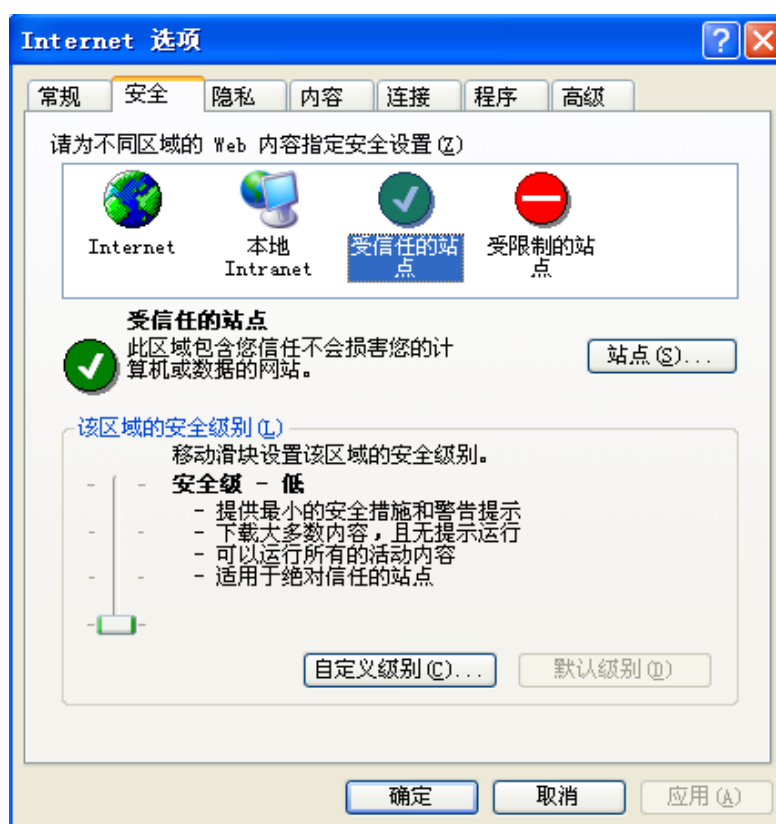 Internet 选项
常规 安全 隐私 内容 连接 程序 高级
请为不同区域的 Web 内容指定安全设置(Z)
Internet
本地
Intranet
受信任的站
点
受限制的站
点
受信任的站点
此区域包含您信任不会损害您的计
算机或数据的网站。
站点(S)...
该区域的安全级别(L)
移动滑块设置该区域的安全级别。
安全级 - 低
- 提供最小的安全措施和警告提示
- 下载大多数内容，且无提示运行
- 可以运行所有的活动内容
- 适用于绝对信任的站点
自定义级别(C)... 默认级别(D)
确定 取消 应用(A)